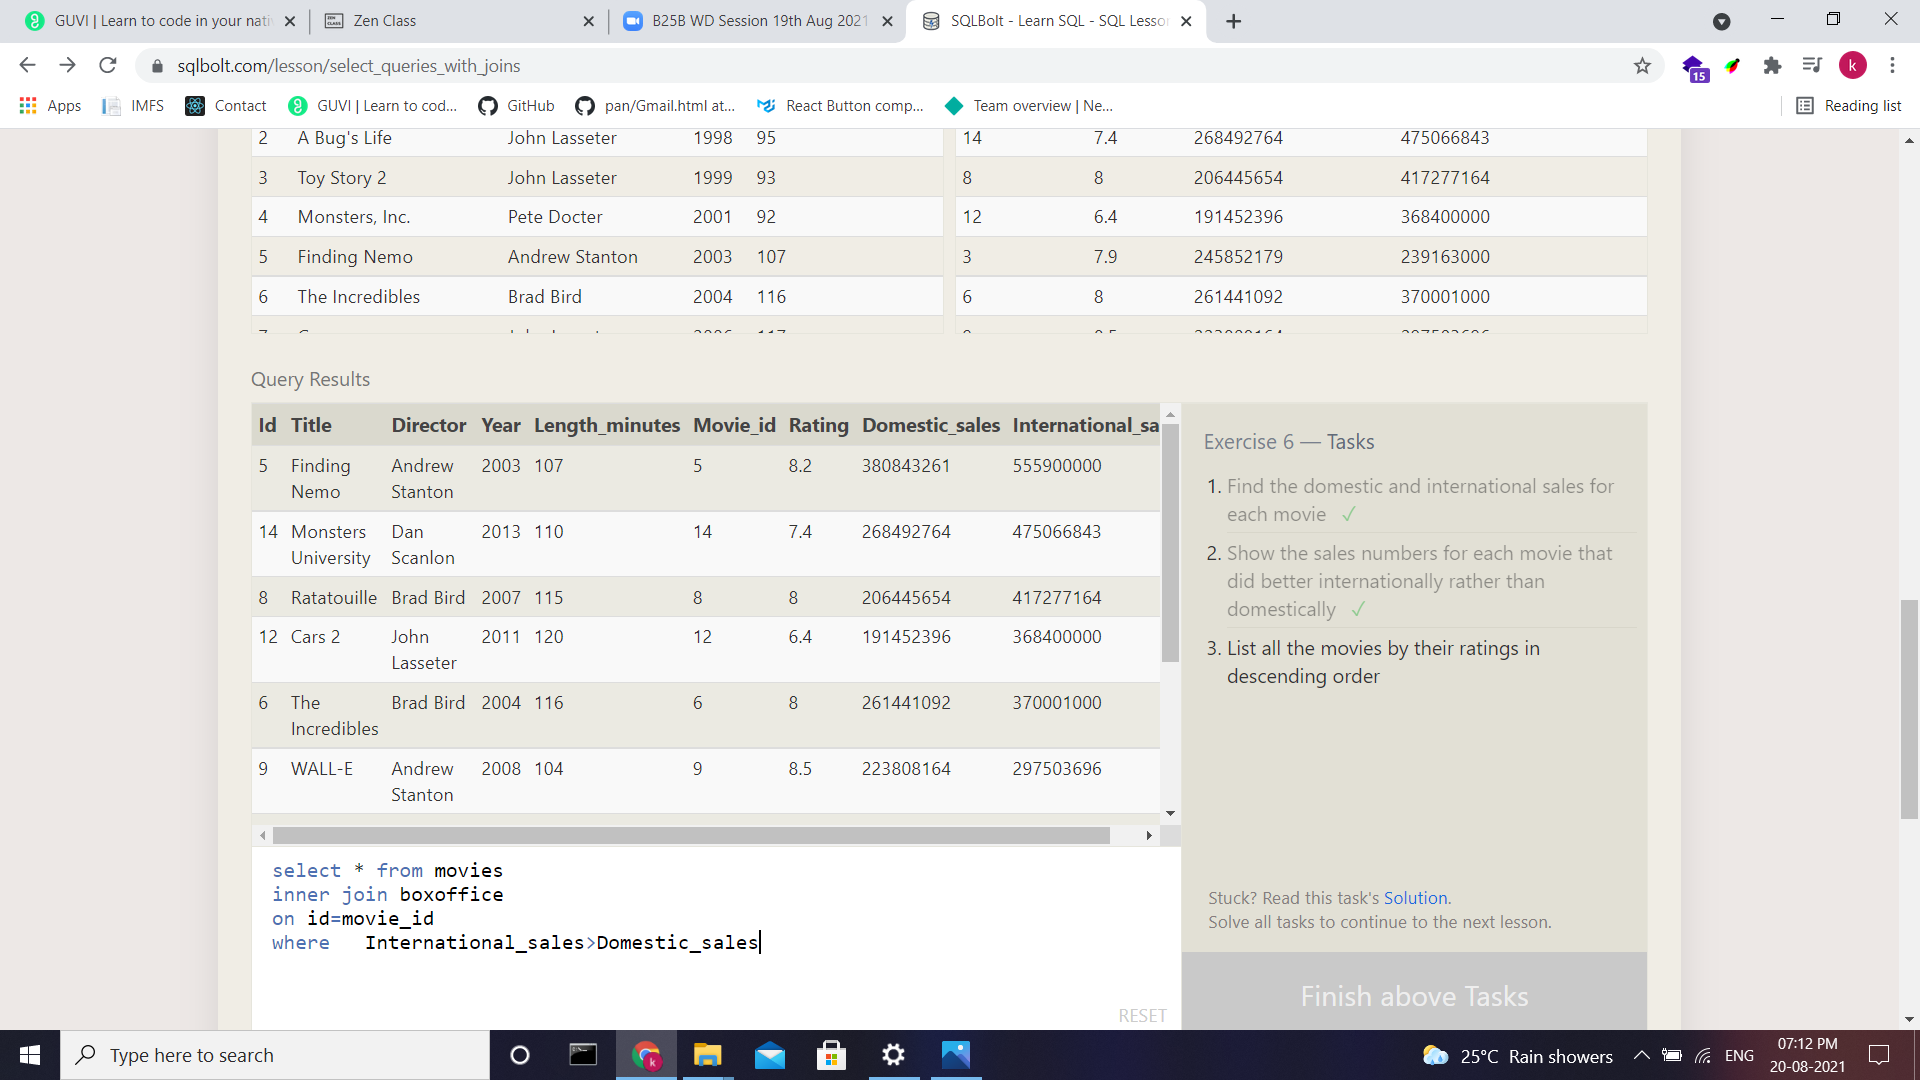 GUVI | Learn to code in your nati
Zen Class
B25B WD Session 19th Aug 2021
SQLBolt - Learn SQL - SQL Lesson
sqlbolt.com/lesson/select_queries_with_joins
15
k
Apps IMFS Contact GUVI | Learn to cod... GitHub pan/Gmail.html at... React Button comp... Team overview | Ne... Reading list
2 A Bug's Life John Lasseter 1998 95 14 7.4 268492764 475066843
3 Toy Story 2 John Lasseter 1999 93 8 8 206445654 417277164
4 Monsters, Inc. Pete Docter 2001 92 12 6.4 191452396 368400000
5 Finding Nemo Andrew Stanton 2003 107 3 7.9 245852179 239163000
6 The Incredibles Brad Bird 2004 116 6 8 261441092 370001000
Query Results
Id Title Director Year Length_minutes Movie_id Rating Domestic_sales International_sa
5 Finding Andrew 2003 107 5 8.2 380843261 555900000
Nemo Stanton
14 Monsters Dan 2013 110 14 7.4 268492764 475066843
University Scanlon
8 Ratatouille Brad Bird 2007 115 8 8 206445654 417277164
12 Cars 2 John 2011 120 12 6.4 191452396 368400000
Lasseter
6 The Brad Bird 2004 116 6 8 261441092 370001000
Incredibles
9 WALL-E Andrew 2008 104 9 8.5 223808164 297503696
Stanton
Exercise 6 — Tasks
1. Find the domestic and international sales for
each movie ✓
2. Show the sales numbers for each movie that
did better internationally rather than
domestically ✓
3. List all the movies by their ratings in
descending order
Stuck? Read this task's Solution.
Solve all tasks to continue to the next lesson.
Finish above Tasks
select * from movies
inner join boxoffice
on id=movie_id
where   International_sales>Domestic_sales
RESET
Type here to search
25°C Rain showers
ENG
07:12 PM
20-08-2021